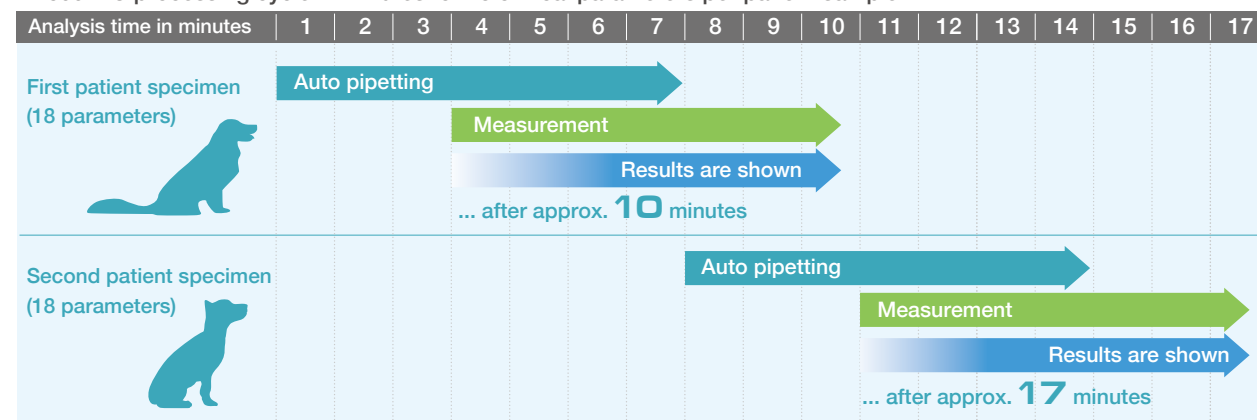 Analysis time in minutes 1 2 3 4 5 6 7 8 9 10 11 12 13 14 15 16 17
First patient specimen
(18 parameters)
Auto pipetting
Measurement
Results are shown
... after approx. 10 minutes
Second patient specimen
(18 parameters)
Auto pipetting
Measurement
Results are shown
... after approx. 17 minutes